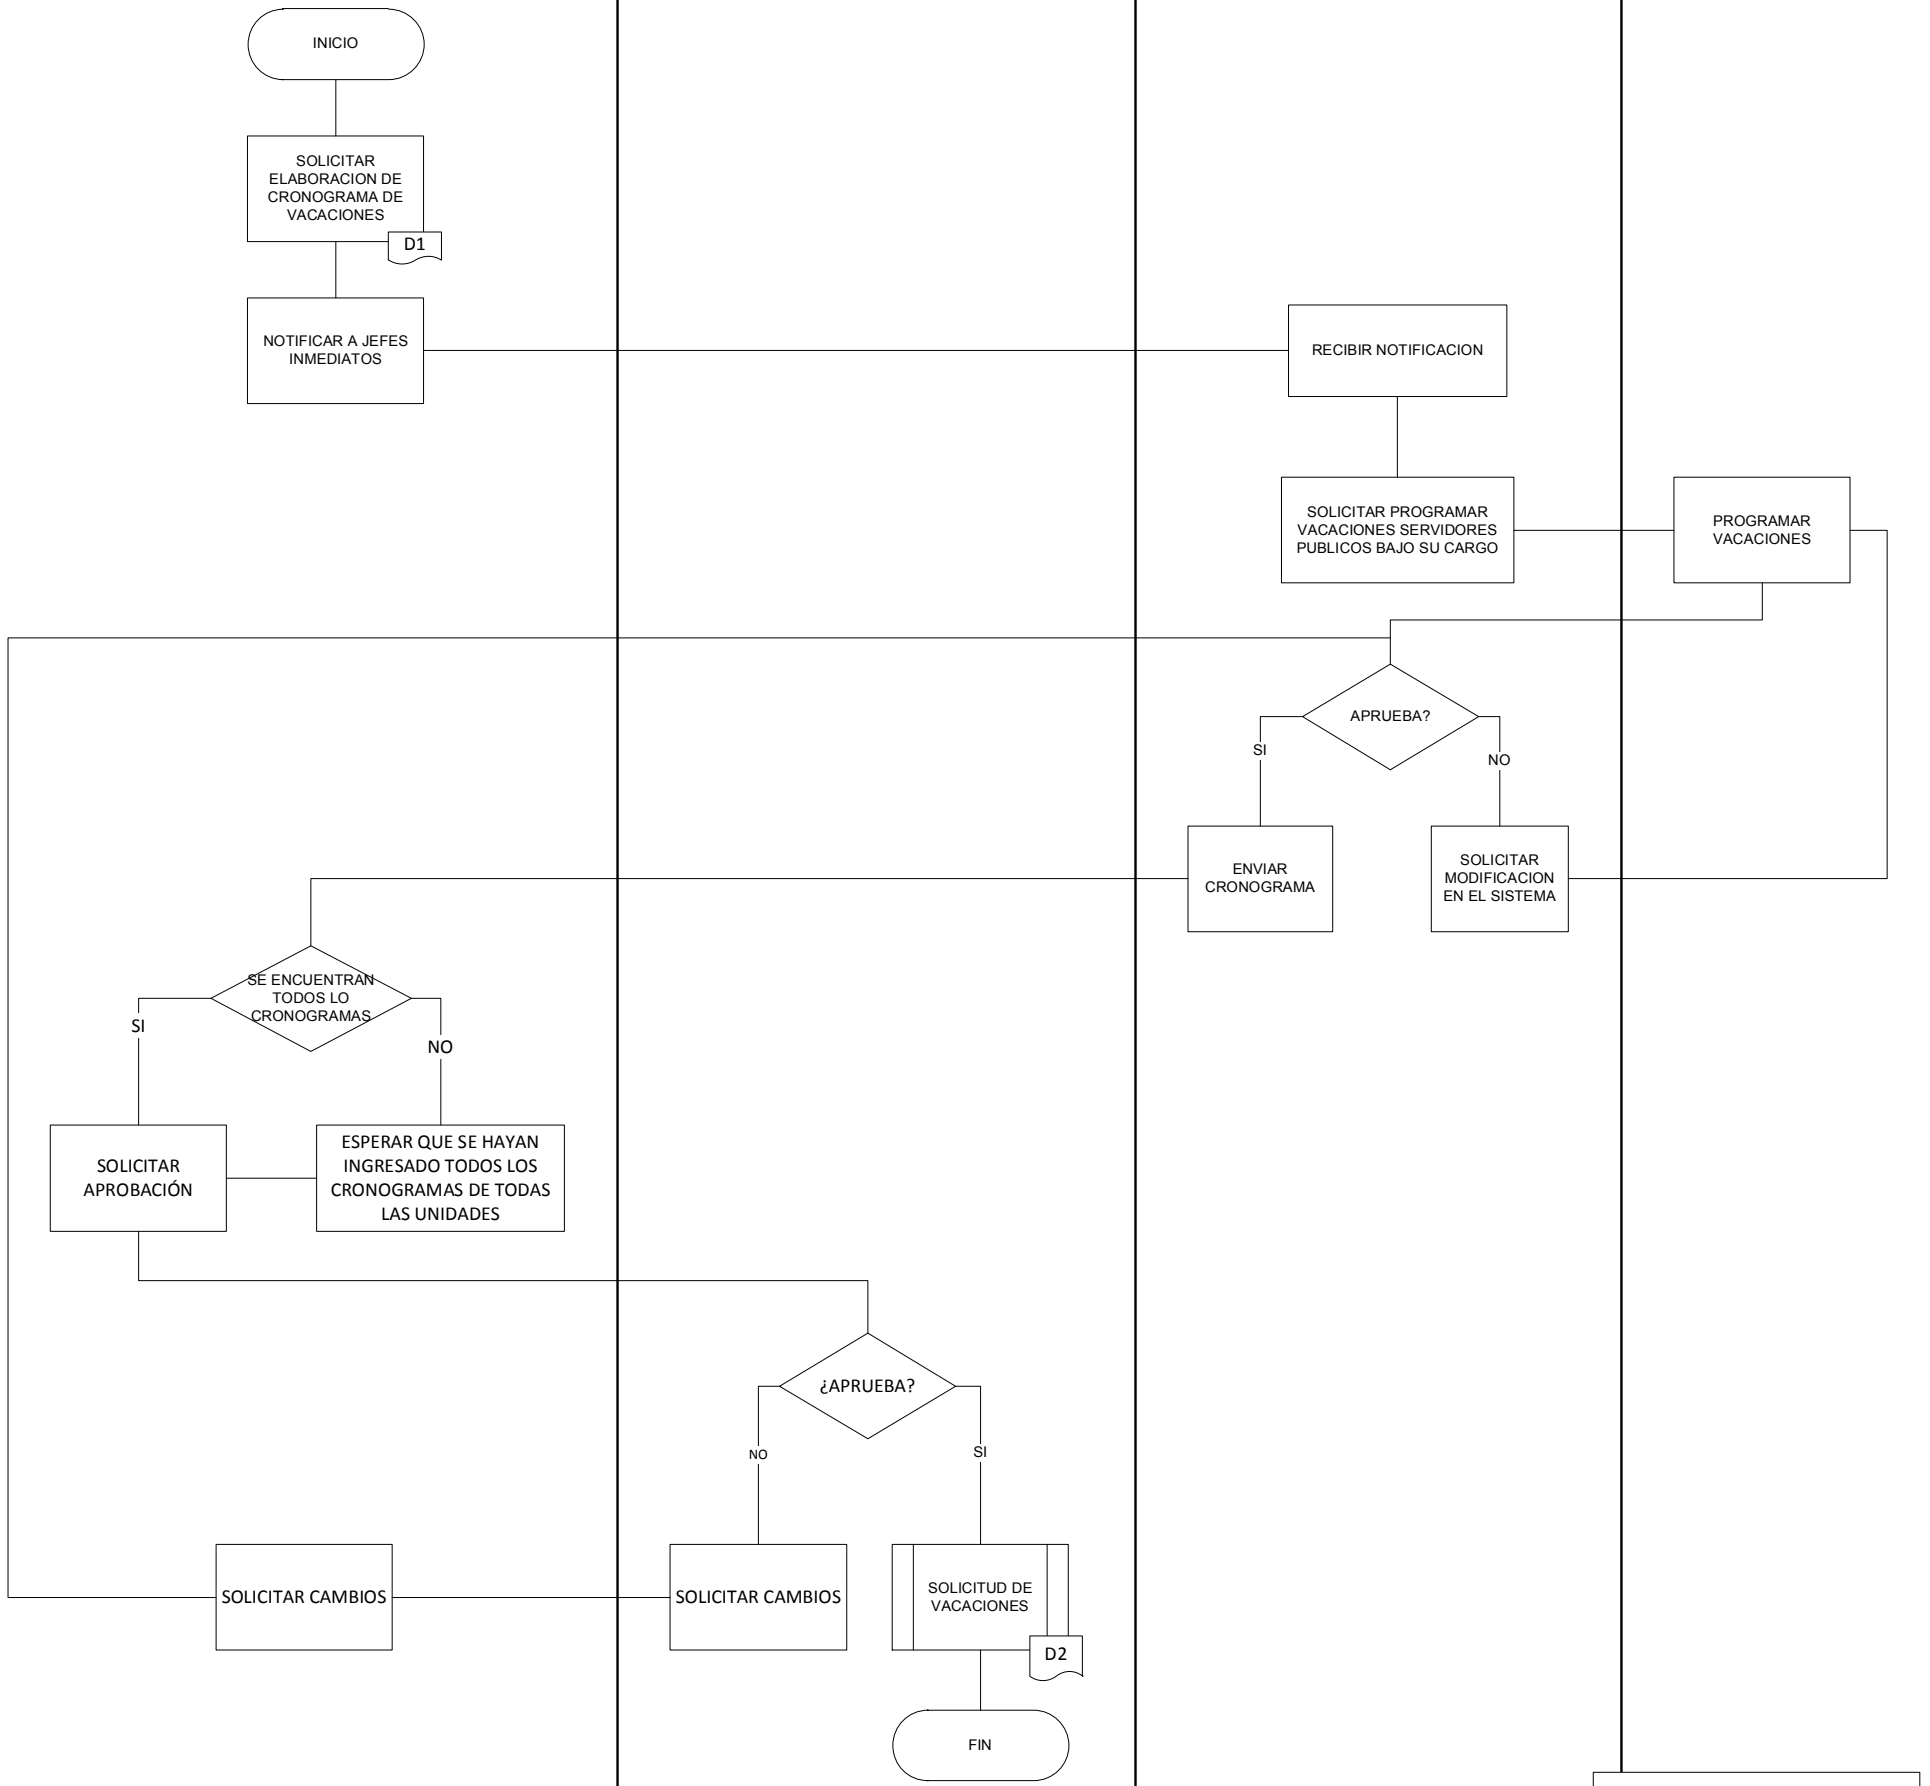 INICIO
SOLICITAR
ELABORACION DE
CRONOGRAMA DE
VACACIONES
D1
NOTIFICAR A JEFES
INMEDIATOS
RECIBIR NOTIFICACION
SOLICITAR PROGRAMAR
VACACIONES SERVIDORES
PUBLICOS BAJO SU CARGO
PROGRAMAR
VACACIONES
APRUEBA?
SI
NO
ENVIAR
CRONOGRAMA
SOLICITAR
MODIFICACION
EN EL SISTEMA
SE ENCUENTRAN
TODOS LO
CRONOGRAMAS
SI
NO
SOLICITAR
APROBACIÓN
ESPERAR QUE SE HAYAN
INGRESADO TODOS LOS
CRONOGRAMAS DE TODAS
LAS UNIDADES
¿APRUEBA?
NO
SI
SOLICITAR CAMBIOS
SOLICITAR CAMBIOS
SOLICITUD DE
VACACIONES
D2
FIN